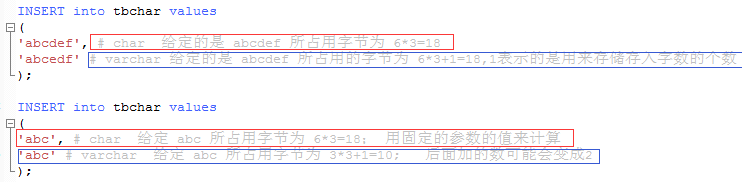 INSERT into tbchar values
(
'abcdef', # char 给定的是 abcdef 所占用字节为 6*3=18
'abcedf' # varchar 给定的是 abcdef 所占用的字节为 6*3+1=18,1表示的是用来存储存入字数的个数
);
INSERT into tbchar values
(
'abc', # char 给定 abc 所占用字节为 6*3=18； 用固定的参数的值来计算
'abc' # varchar 给定 abc 所占用字节为 3*3+1=10; 后面加的数可能会变成2
);